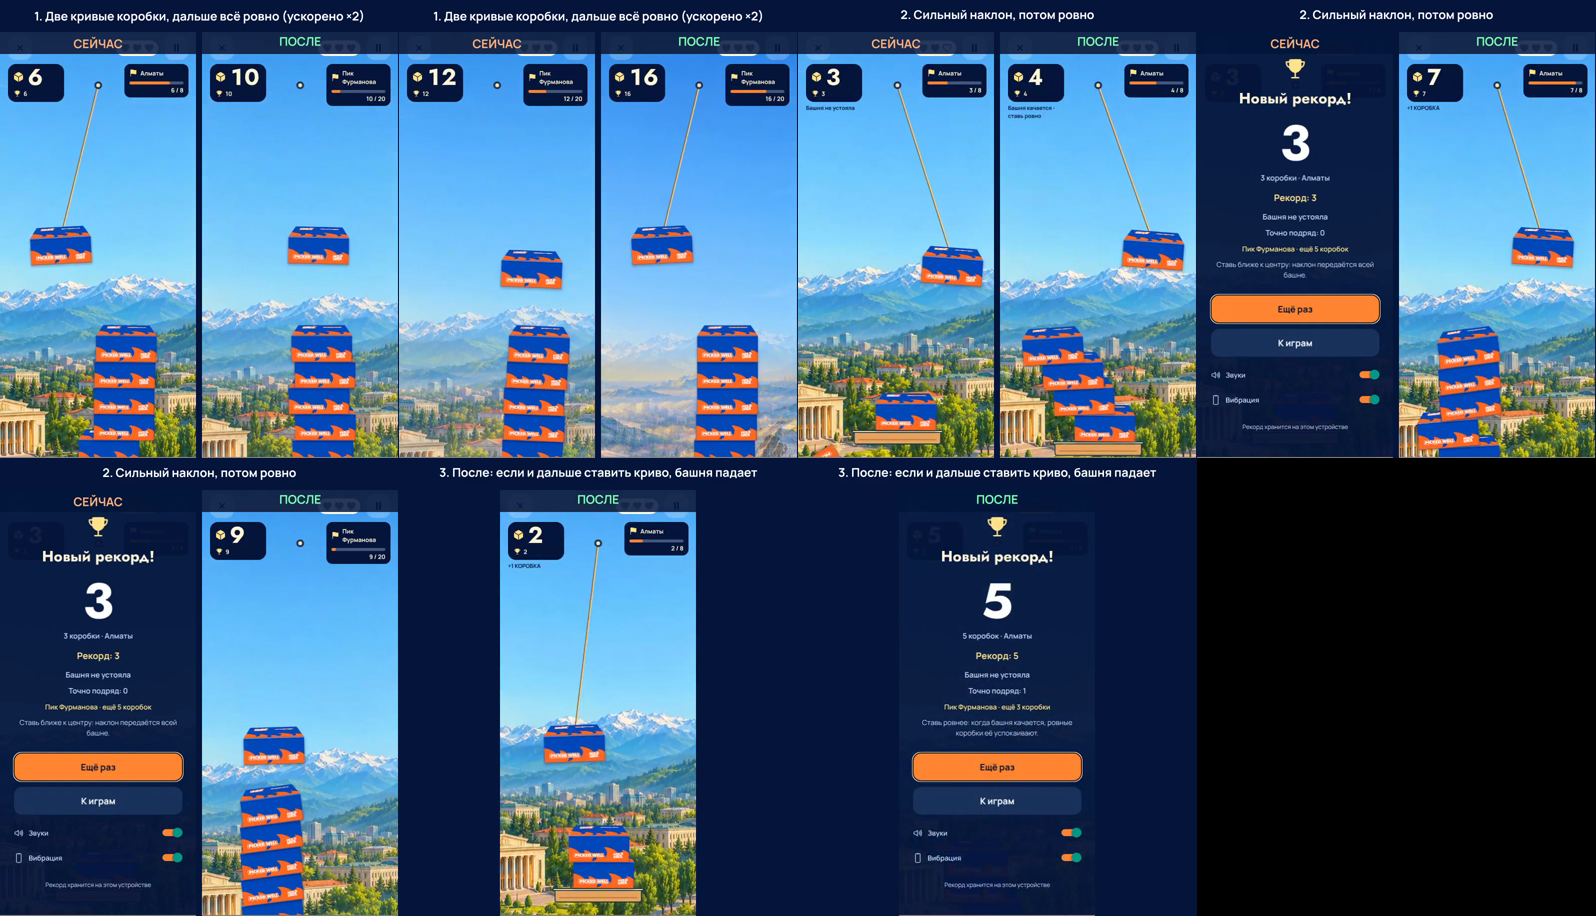 1. Две кривые коробки, дальше всё ровно (ускорено ×2)
СЕЙЧАС
6
6
Алматы
6 / 8
ПОСЛЕ
10
10
Пик
Фурманова
10 / 20
1. Две кривые коробки, дальше всё ровно (ускорено ×2)
СЕЙЧАС
12
12
Пик
Фурманова
12 / 20
ПОСЛЕ
16
16
Пик
Фурманова
16 / 20
2. Сильный наклон, потом ровно
СЕЙЧАС
3
3
Алматы
3 / 8
Башня не устояла
ПОСЛЕ
4
4
Алматы
4 / 8
Башня качается -
ставь ровно
2. Сильный наклон, потом ровно
СЕЙЧАС
Новый рекорд!
3
3 коробки · Алматы
Рекорд: 3
Башня не устояла
Точно подряд: 0
Пик Фурманова · ещё 5 коробок
Ставь ближе к центру: наклон передаётся всей
башне.
Ещё раз
К играм
Звуки
Вибрация
Рекорд хранится на этом устройстве
ПОСЛЕ
7
7
Алматы
7 / 8
+1 КОРОБКА
2. Сильный наклон, потом ровно
СЕЙЧАС
Новый рекорд!
3
3 коробки · Алматы
Рекорд: 3
Башня не устояла
Точно подряд: 0
Пик Фурманова · ещё 5 коробок
Ставь ближе к центру: наклон передаётся всей
башне.
Ещё раз
К играм
Звуки
Вибрация
Рекорд хранится на этом устройстве
ПОСЛЕ
9
9
Пик
Фурманова
9 / 20
3. После: если и дальше ставить криво, башня падает
ПОСЛЕ
2
2
Алматы
2 / 8
+1 КОРОБКА
3. После: если и дальше ставить криво, башня падает
ПОСЛЕ
Новый рекорд!
5
5 коробок · Алматы
Рекорд: 5
Башня не устояла
Точно подряд: 1
Пик Фурманова · ещё 3 коробки
Ставь ровнее: когда башня качается, ровные
коробки её успокаивают.
Ещё раз
К играм
Звуки
Вибрация
Рекорд хранится на этом устройстве